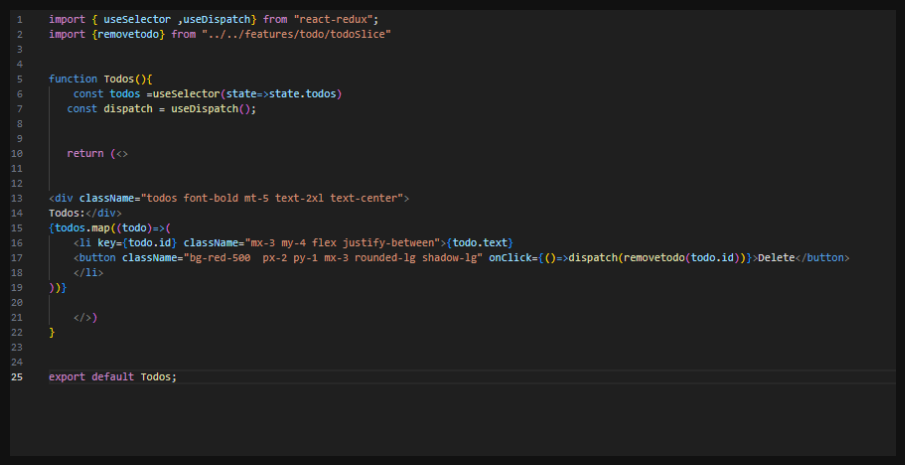 1 import { useSelector ,useDispatch} from "react-redux";
2 import {removetodo} from "../../features/todo/todoSlice"
3
4
5 function Todos(){
6 const todos =useSelector(state=>state.todos)
7 const dispatch = useDispatch();
8
9
10 return (<>
11
12
13 <div className="todos font-bold mt-5 text-2xl text-center">
14 Todos:</div>
15 {todos.map((todo)=>(
16 <li key={todo.id} className="mx-3 my-4 flex justify-between">{todo.text}
17 <button className="bg-red-500  px-2 py-1 mx-3 rounded-lg shadow-lg" onClick={()=>dispatch(removetodo(todo.id))}>Delete</button>
18 </li>
19 ))}
20
21 </>)
22 }
23
24
25 export default Todos;